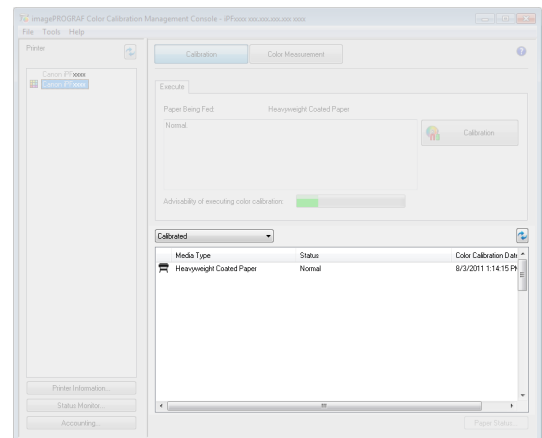 imagePROGRAF Color Calibration Management Console - iPFxxxx xxx.xxx.xxx.xxx xxxx
File Tools Help
Printer
Canon iPFxxxx
Canon iPFxxxx
Printer Information...
Status Monitor...
Accounting...
Calibration Color Measurement
Execute
Paper Being Fed: Heavyweight Coated Paper
Normal.
Calibration
Advisability of executing color calibration:
Calibrated
Media Type Status Color Calibration Date
Heavyweight Coated Paper Normal 8/3/2011 1:14:15 PM
Paper Status...